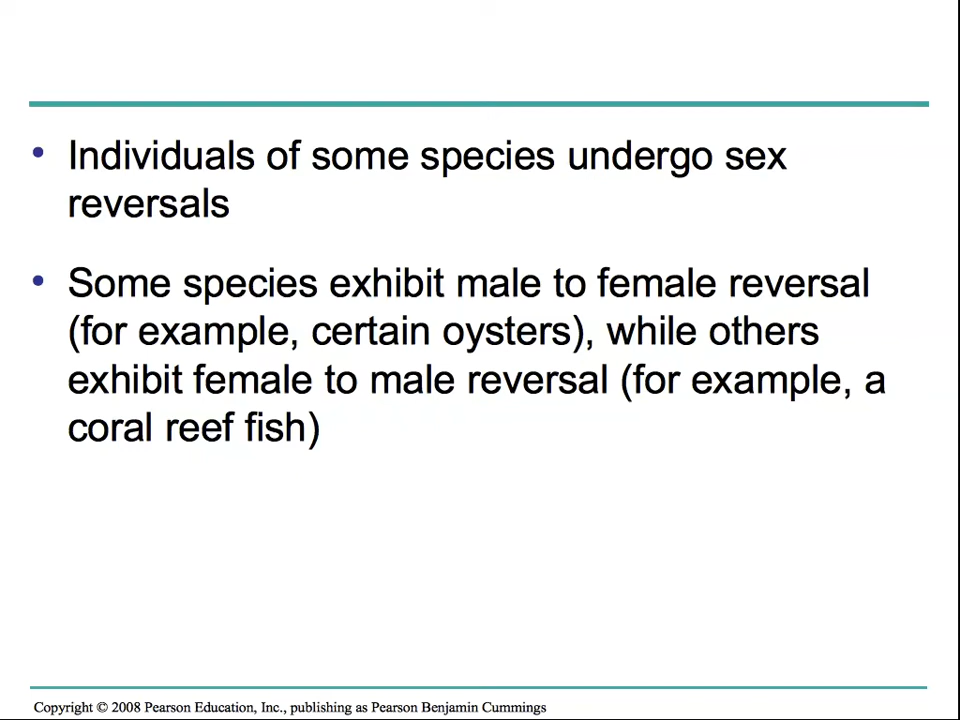 • Individuals of some species undergo sex
reversals
• Some species exhibit male to female reversal
(for example, certain oysters), while others
exhibit female to male reversal (for example, a
coral reef fish)
Copyright © 2008 Pearson Education, Inc., publishing as Pearson Benjamin Cummings